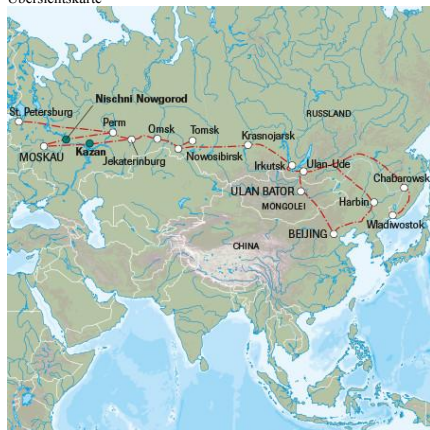 Übersichtskarte
St. Petersburg
Nischni Nowgorod
Perm
Omsk
Tomsk
Krasnojarsk
RUSSLAND
MOSKAU
Kazan
Jekaterinburg
Nowosibirsk
Irkutsk
Ulan-Ude
Chabarowsk
ULAN BATOR
MONGOLEI
Harbin
Wladiwostok
BEIJING
CHINA